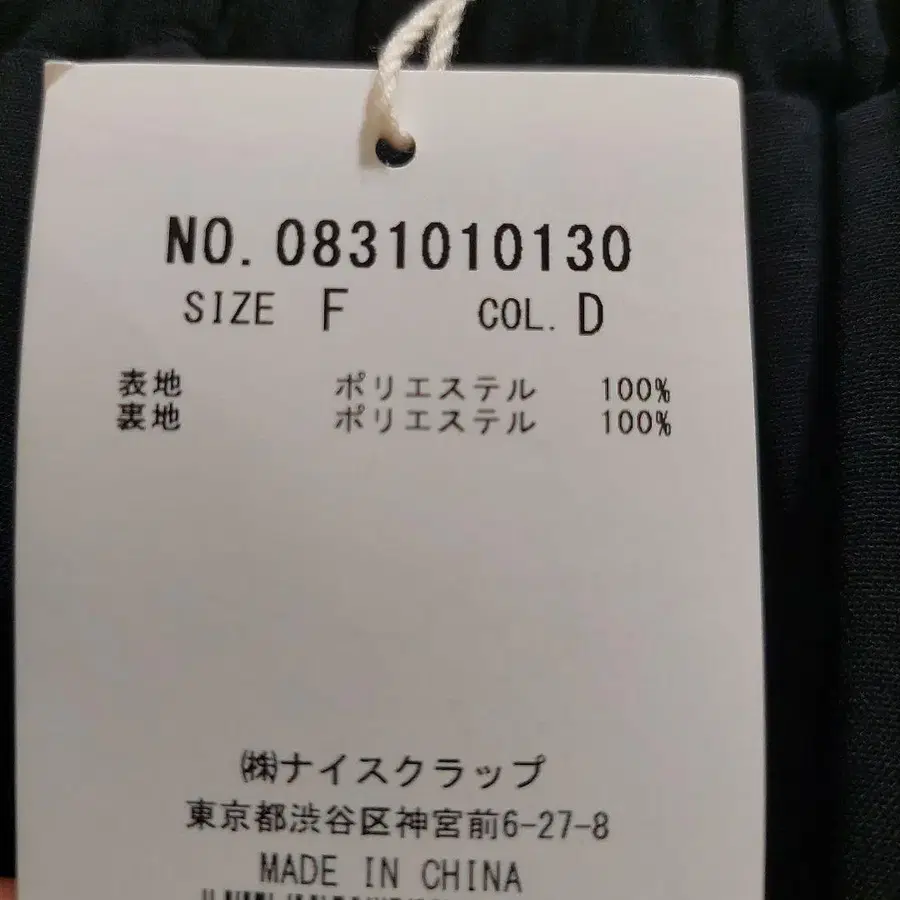 NO.0831010130
SIZE F COL. D
表地 ポリエステル 100%
裏地 ポリエステル 100%
㈱ナイスクラップ
東京都渋谷区神宮前6-27-8
MADE IN CHINA